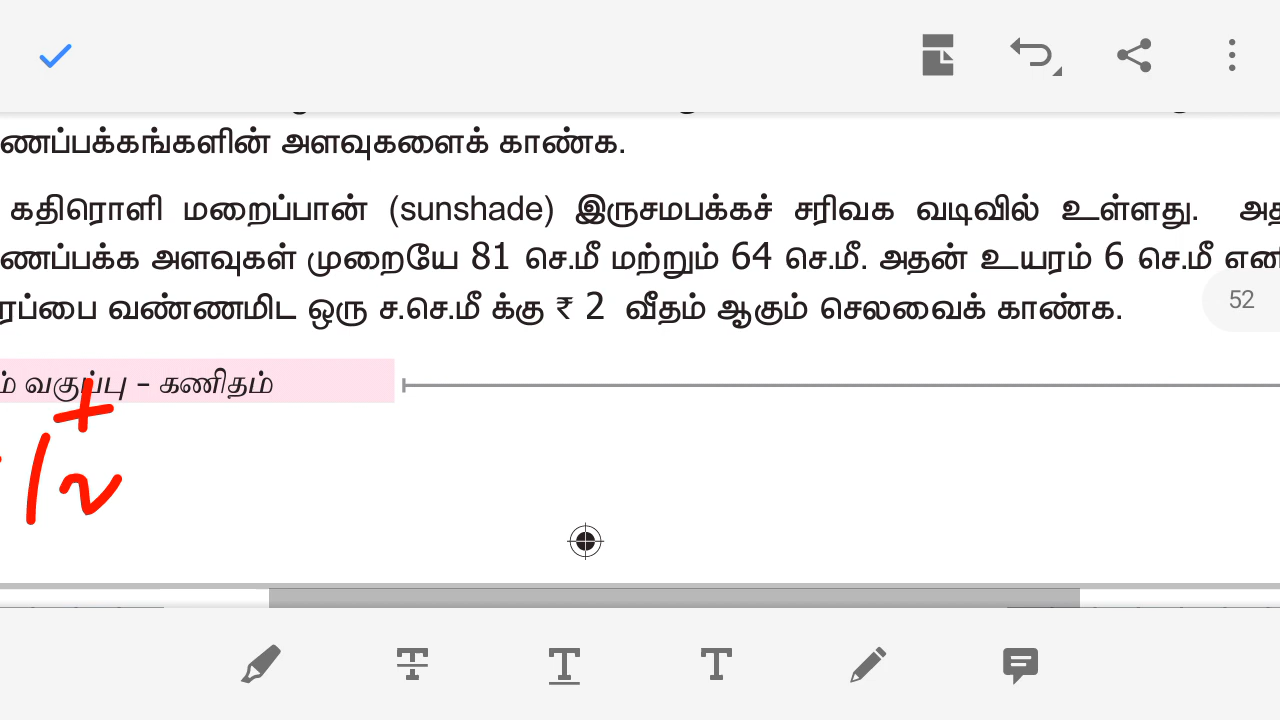 ணப்பக்கங்களின் அளவுகளைக் காண்க.
கதிரொளி மறைப்பான் (sunshade) இருசமபக்கச் சரிவக வடிவில் உள்ளது. அத
ணப்பக்க அளவுகள் முறையே 81 செ.மீ மற்றும் 64 செ.மீ. அதன் உயரம் 6 செ.மீ எனி
ரப்பை வண்ணமிட ஒரு ச.செ.மீ க்கு ₹ 2 வீதம் ஆகும் செலவைக் காண்க.
52
ம் வகுப்பு – கணிதம்